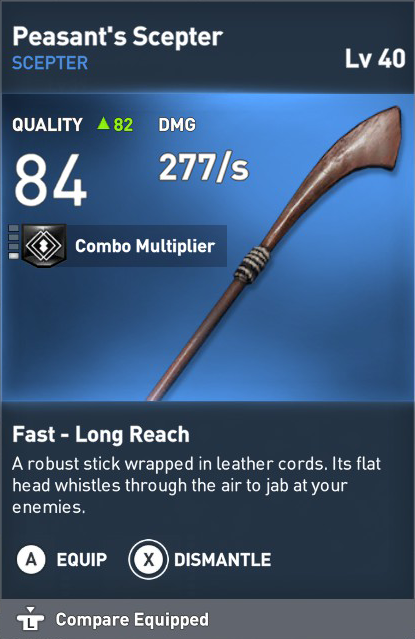 Peasant's Scepter
SCEPTER
Lv 40
QUALITY ▲82 DMG
84 277/s
Combo Multiplier
Fast - Long Reach
A robust stick wrapped in leather cords. Its flat
head whistles through the air to jab at your
enemies.
A EQUIP X DISMANTLE
L Compare Equipped